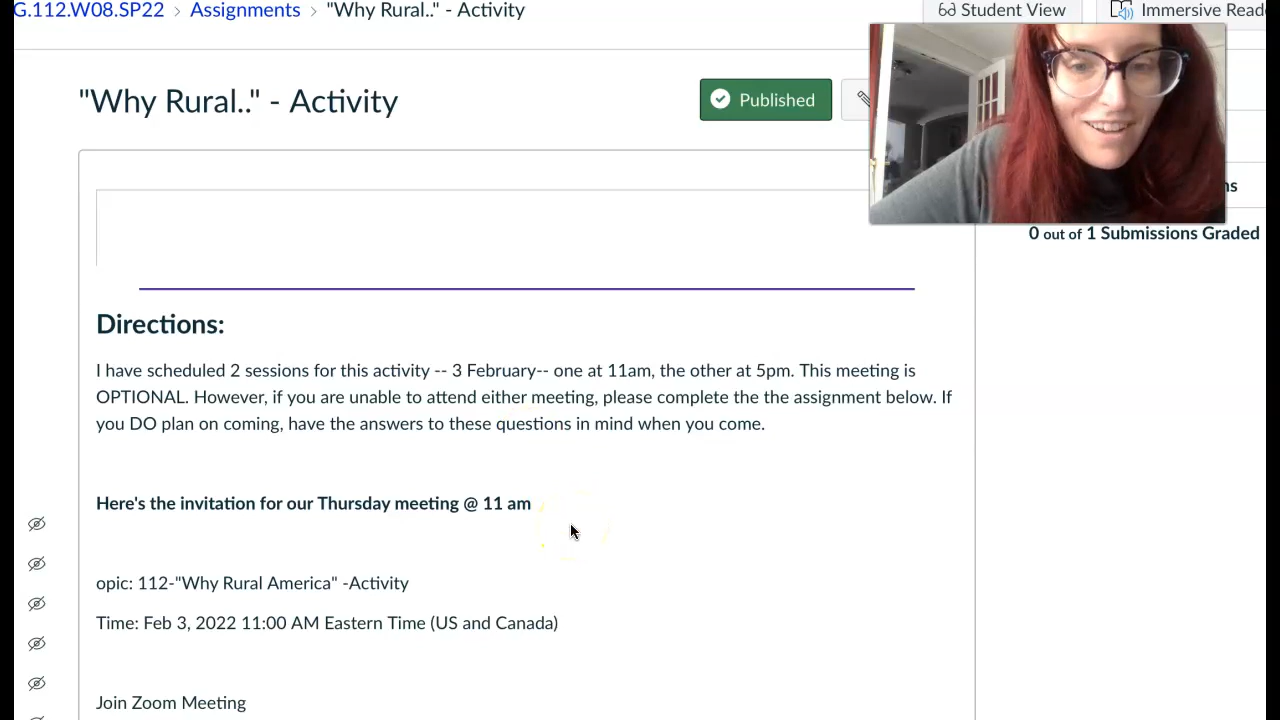 G.112.W08.SP22 > Assignments > "Why Rural.." - Activity
Student View
Immersive Read
"Why Rural.." - Activity
Published
ns
0 out of 1 Submissions Graded
Directions:
I have scheduled 2 sessions for this activity -- 3 February-- one at 11am, the other at 5pm. This meeting is
OPTIONAL. However, if you are unable to attend either meeting, please complete the the assignment below. If
you DO plan on coming, have the answers to these questions in mind when you come.
Here's the invitation for our Thursday meeting @ 11 am
opic: 112-"Why Rural America" -Activity
Time: Feb 3, 2022 11:00 AM Eastern Time (US and Canada)
Join Zoom Meeting